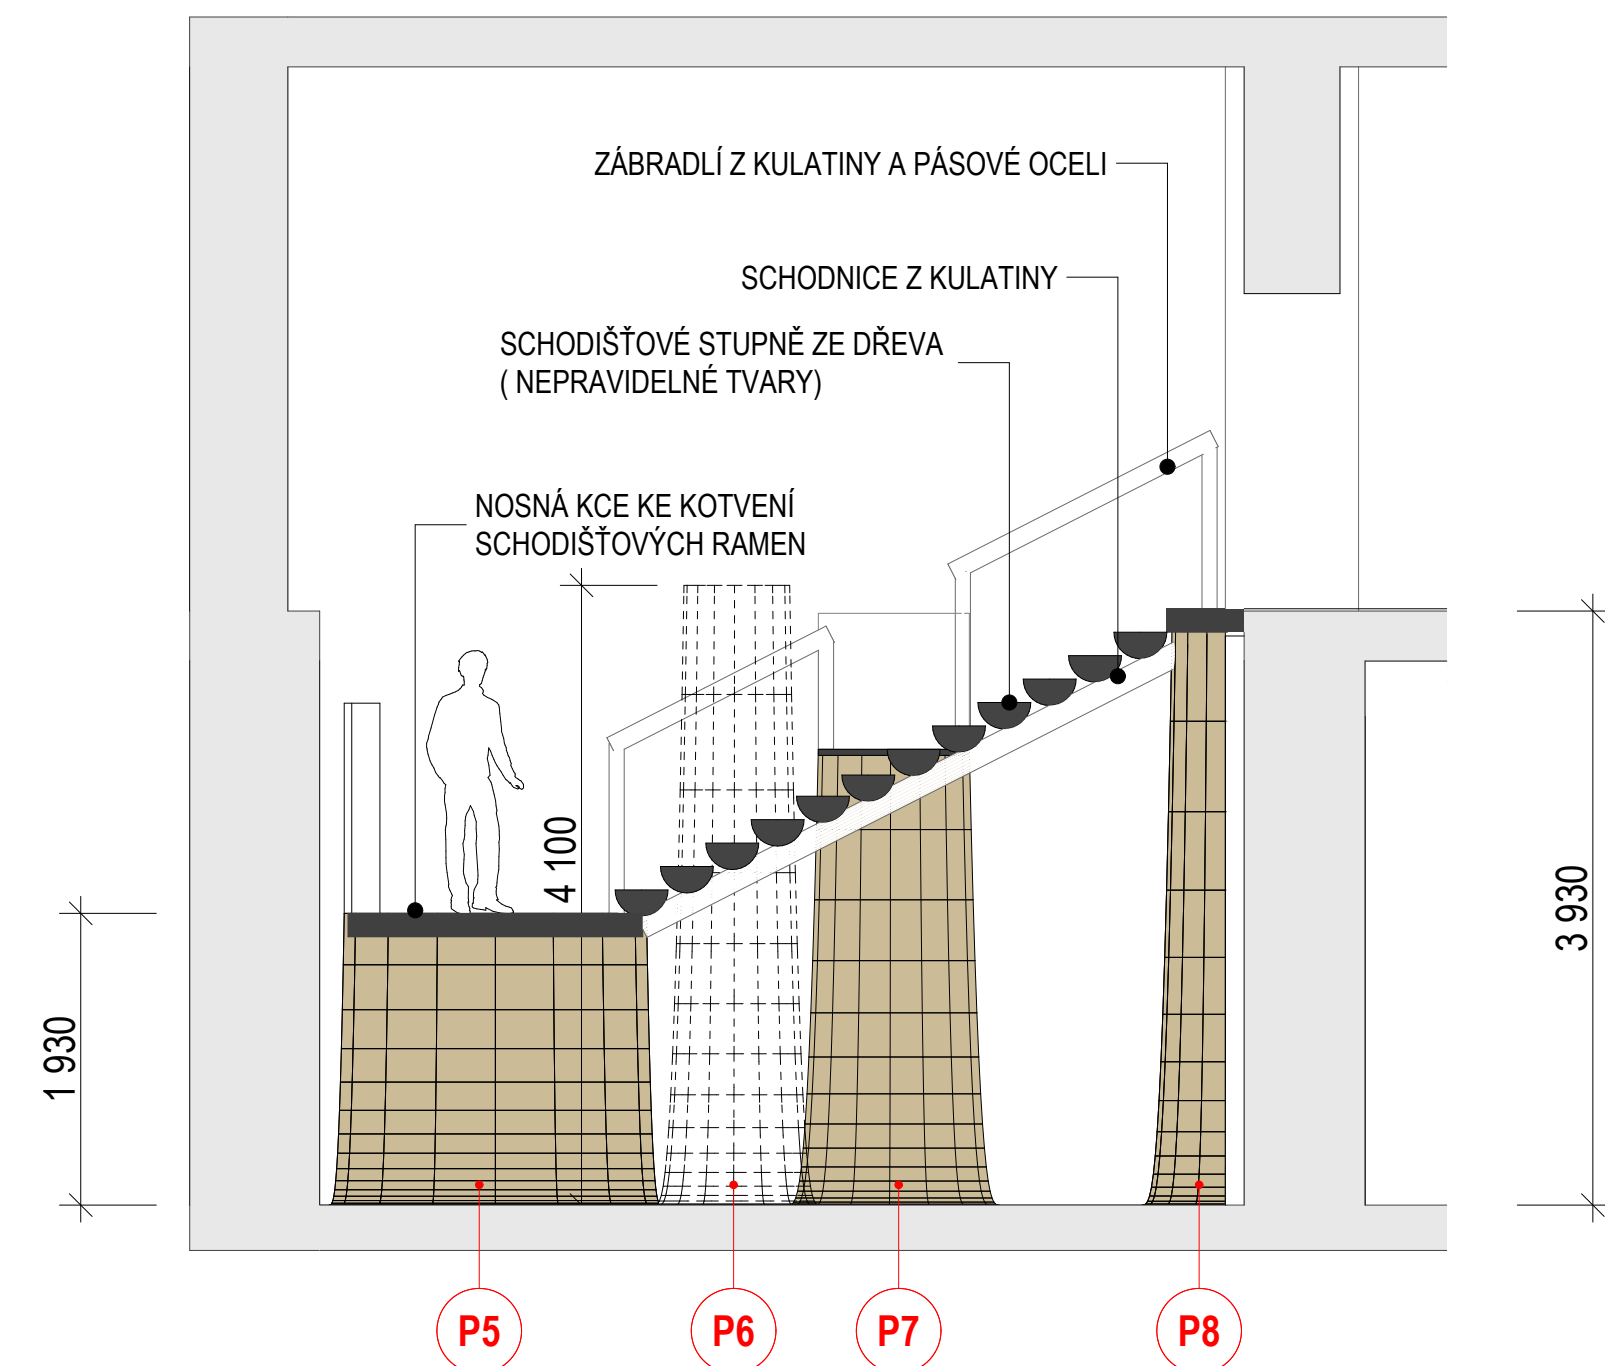 ZÁBRADLÍ Z KULATINY A PÁSOVÉ OCELI
SCHODNICE Z KULATINY
SCHODIŠŤOVÉ STUPNĚ ZE DŘEVA
( NEPRAVIDELNÉ TVARY)
NOSNÁ KCE KE KOTVENÍ
SCHODIŠŤOVÝCH RAMEN
4 100
1 930
3 930
P5
P6
P7
P8